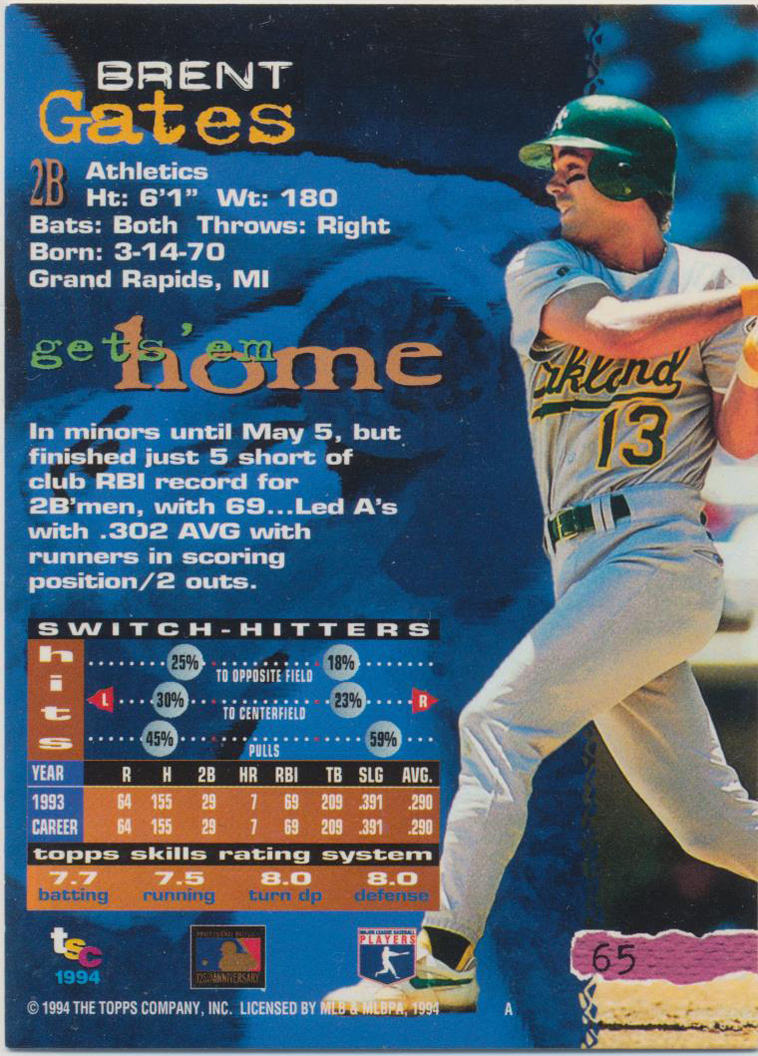 BRENT
Gates
2B Athletics
Ht: 6'1" Wt: 180
Bats: Both Throws: Right
Born: 3-14-70
Grand Rapids, MI
gets 'em
home
In minors until May 5, but
finished just 5 short of
club RBI record for
2B'men, with 69...Led A's
with .302 AVG with
runners in scoring
position/2 outs.
Oakland
13
SWITCH-HITTERS
hits
25% TO OPPOSITE FIELD 18%
L 30% TO CENTERFIELD 23% R
45% PULLS 59%
YEAR R H 2B HR RBI TB SLG AVG.
1993 64 155 29 7 69 209 .391 .290
CAREER 64 155 29 7 69 209 .391 .290
topps skills rating system
7.7 7.5 8.0 8.0
batting running turn dp defense
tsc
1994
125th ANNIVERSARY
MAJOR LEAGUE BASEBALL
PLAYERS
65
© 1994 THE TOPPS COMPANY, INC. LICENSED BY MLB & MLBPA, 1994 A